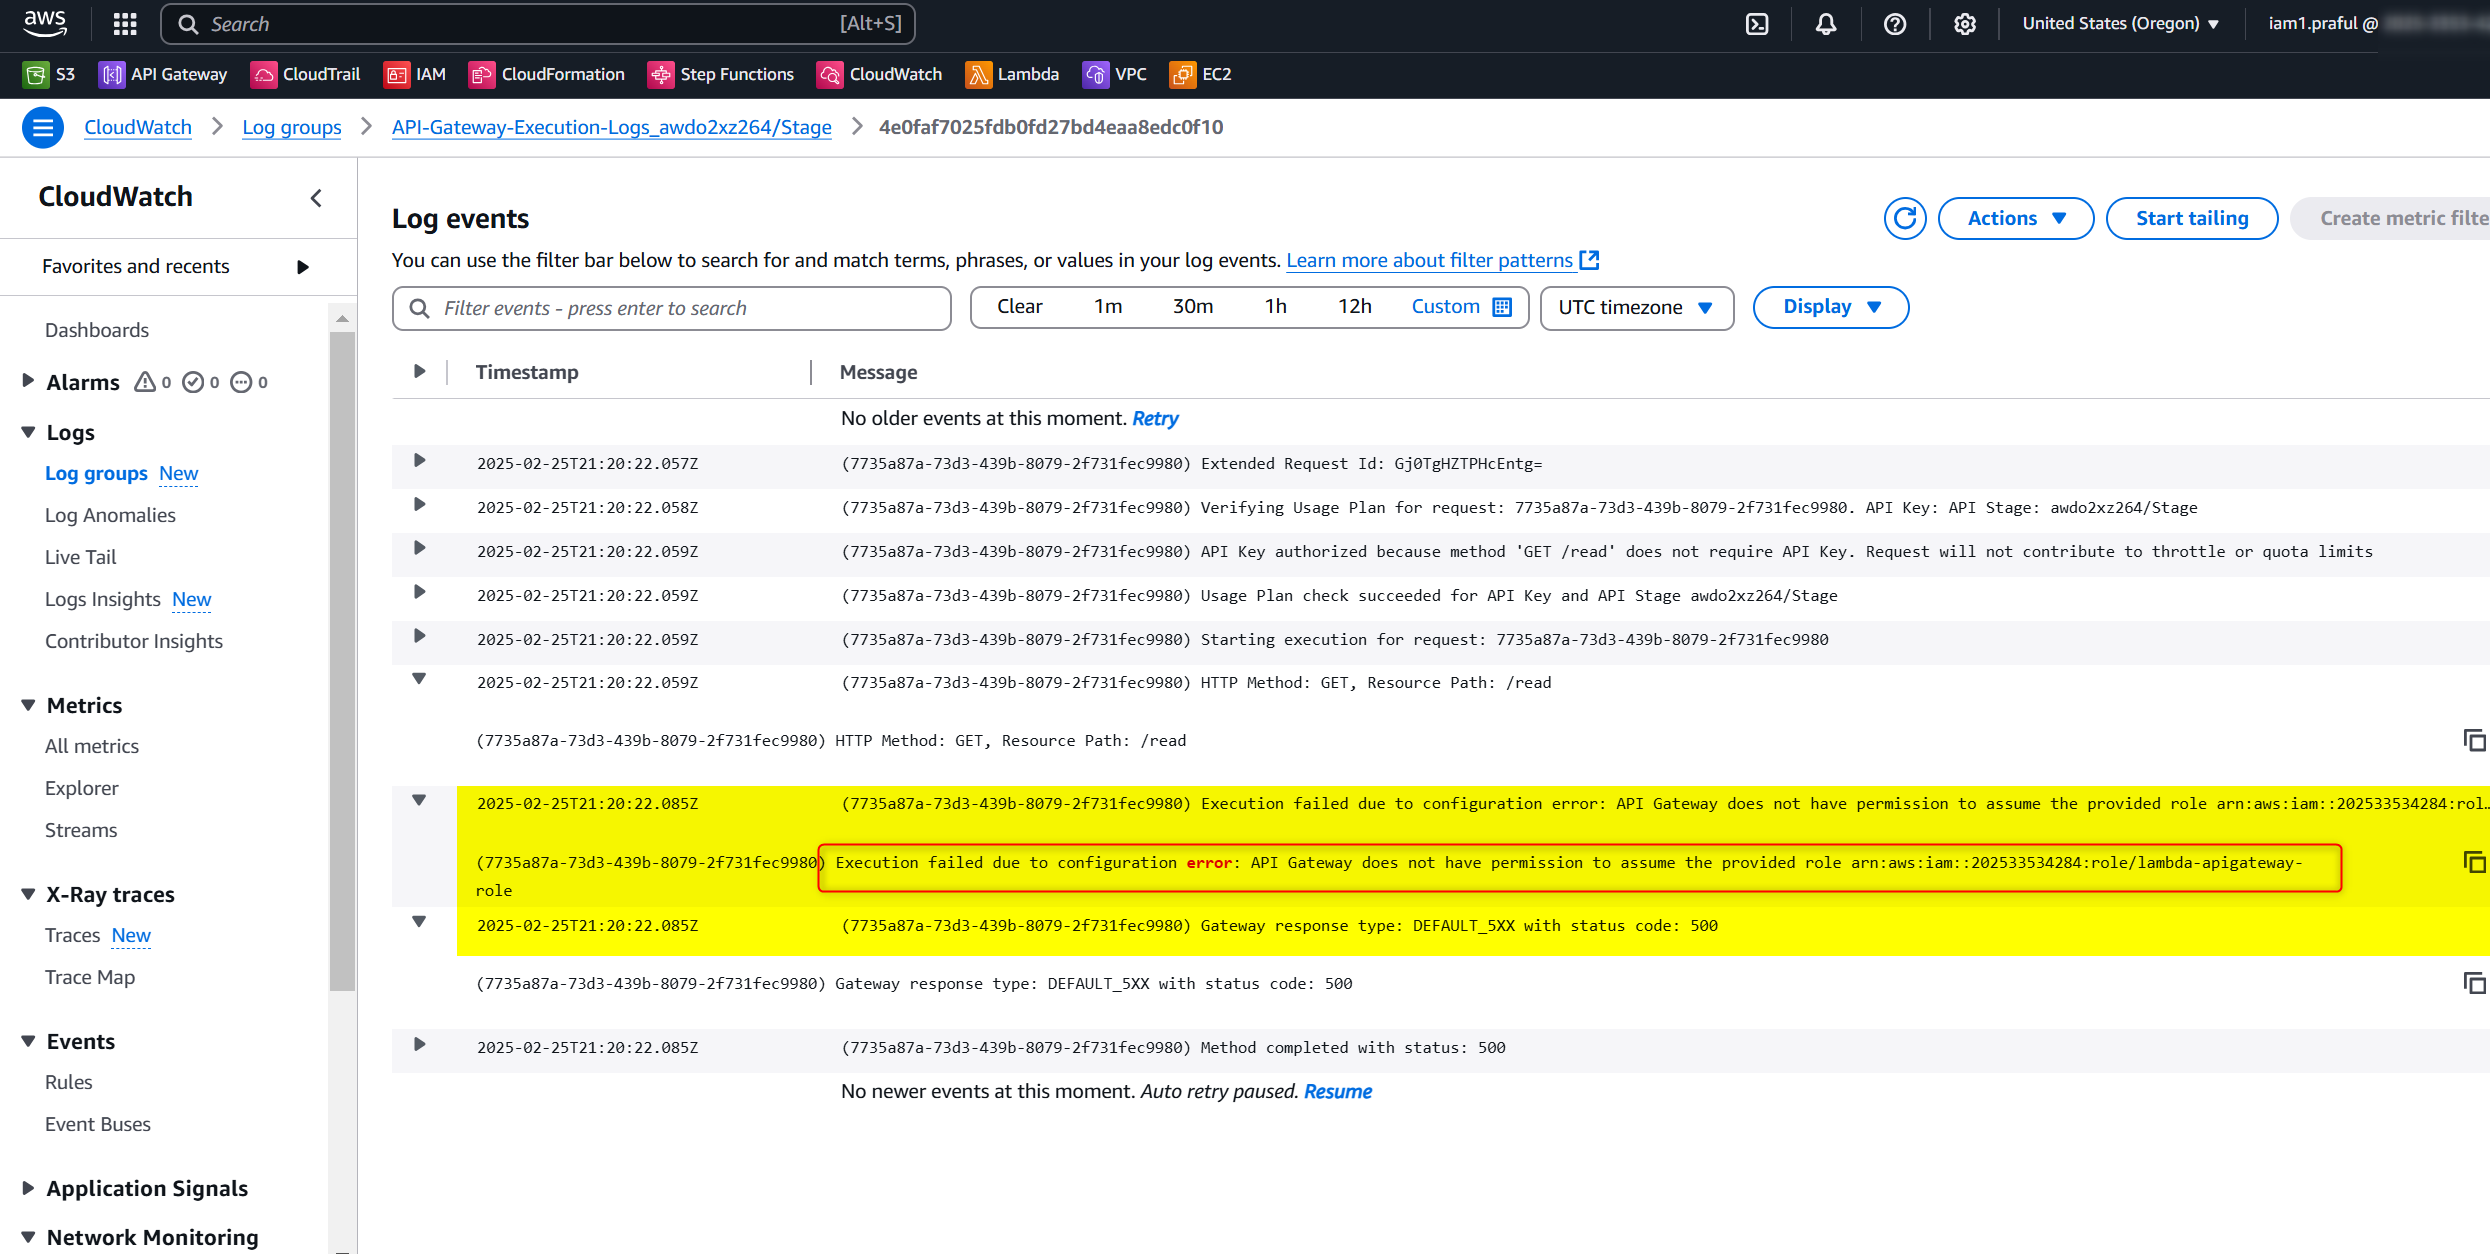 aws
Search [Alt+S]
United States (Oregon) iam1.praful @
S3 API Gateway CloudTrail IAM CloudFormation Step Functions CloudWatch Lambda VPC EC2
CloudWatch Log groups API-Gateway-Execution-Logs_awdo2xz264/Stage 4e0faf7025fdb0fd27bd4eaa8edc0f10
CloudWatch
Favorites and recents
Dashboards
Alarms 0 0 0
Logs
Log groups New
Log Anomalies
Live Tail
Logs Insights New
Contributor Insights
Metrics
All metrics
Explorer
Streams
X-Ray traces
Traces New
Trace Map
Events
Rules
Event Buses
Application Signals
Network Monitoring
Log events
Actions Start tailing Create metric filte
You can use the filter bar below to search for and match terms, phrases, or values in your log events. Learn more about filter patterns
Filter events - press enter to search Clear 1m 30m 1h 12h Custom UTC timezone Display
Timestamp Message
No older events at this moment. Retry
2025-02-25T21:20:22.057Z (7735a87a-73d3-439b-8079-2f731fec9980) Extended Request Id: Gj0TgHZTPHcEntg=
2025-02-25T21:20:22.058Z (7735a87a-73d3-439b-8079-2f731fec9980) Verifying Usage Plan for request: 7735a87a-73d3-439b-8079-2f731fec9980. API Key: API Stage: awdo2xz264/Stage
2025-02-25T21:20:22.059Z (7735a87a-73d3-439b-8079-2f731fec9980) API Key authorized because method 'GET /read' does not require API Key. Request will not contribute to throttle or quota limits
2025-02-25T21:20:22.059Z (7735a87a-73d3-439b-8079-2f731fec9980) Usage Plan check succeeded for API Key and API Stage awdo2xz264/Stage
2025-02-25T21:20:22.059Z (7735a87a-73d3-439b-8079-2f731fec9980) Starting execution for request: 7735a87a-73d3-439b-8079-2f731fec9980
2025-02-25T21:20:22.059Z (7735a87a-73d3-439b-8079-2f731fec9980) HTTP Method: GET, Resource Path: /read
(7735a87a-73d3-439b-8079-2f731fec9980) HTTP Method: GET, Resource Path: /read
2025-02-25T21:20:22.085Z (7735a87a-73d3-439b-8079-2f731fec9980) Execution failed due to configuration error: API Gateway does not have permission to assume the provided role arn:aws:iam::202533534284:rol…
(7735a87a-73d3-439b-8079-2f731fec9980) Execution failed due to configuration error: API Gateway does not have permission to assume the provided role arn:aws:iam::202533534284:role/lambda-apigateway-
role
2025-02-25T21:20:22.085Z (7735a87a-73d3-439b-8079-2f731fec9980) Gateway response type: DEFAULT_5XX with status code: 500
(7735a87a-73d3-439b-8079-2f731fec9980) Gateway response type: DEFAULT_5XX with status code: 500
2025-02-25T21:20:22.085Z (7735a87a-73d3-439b-8079-2f731fec9980) Method completed with status: 500
No newer events at this moment. Auto retry paused. Resume